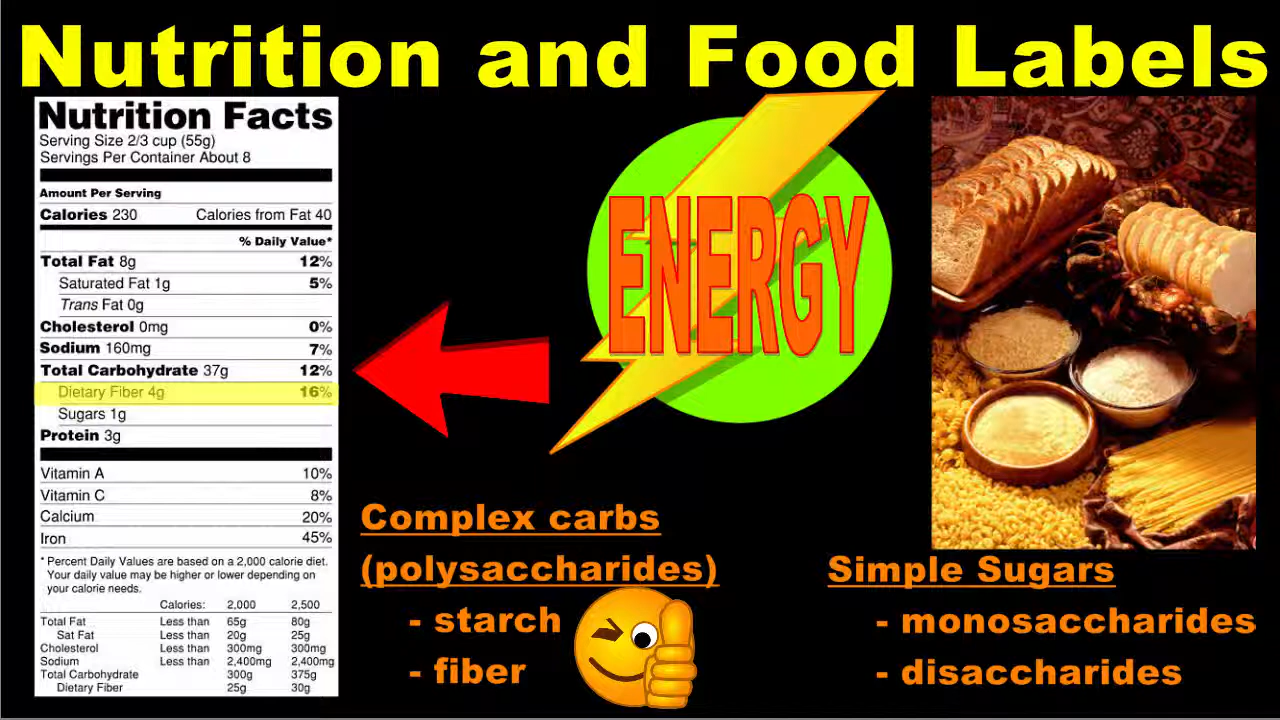 Nutrition and Food Labels
Nutrition Facts
Serving Size 2/3 cup (55g)
Servings Per Container About 8
Amount Per Serving
Calories 230 Calories from Fat 40
% Daily Value*
Total Fat 8g 12%
Saturated Fat 1g 5%
Trans Fat 0g
Cholesterol 0mg 0%
Sodium 160mg 7%
Total Carbohydrate 37g 12%
Dietary Fiber 4g 16%
Sugars 1g
Protein 3g
Vitamin A 10%
Vitamin C 8%
Calcium 20%
Iron 45%
* Percent Daily Values are based on a 2,000 calorie diet.
Your daily value may be higher or lower depending on
your calorie needs.
Calories: 2,000 2,500
Total Fat Less than 65g 80g
Sat Fat Less than 20g 25g
Cholesterol Less than 300mg 300mg
Sodium Less than 2,400mg 2,400mg
Total Carbohydrate 300g 375g
Dietary Fiber 25g 30g
ENERGY
Complex carbs
(polysaccharides)
- starch
- fiber
Simple Sugars
- monosaccharides
- disaccharides